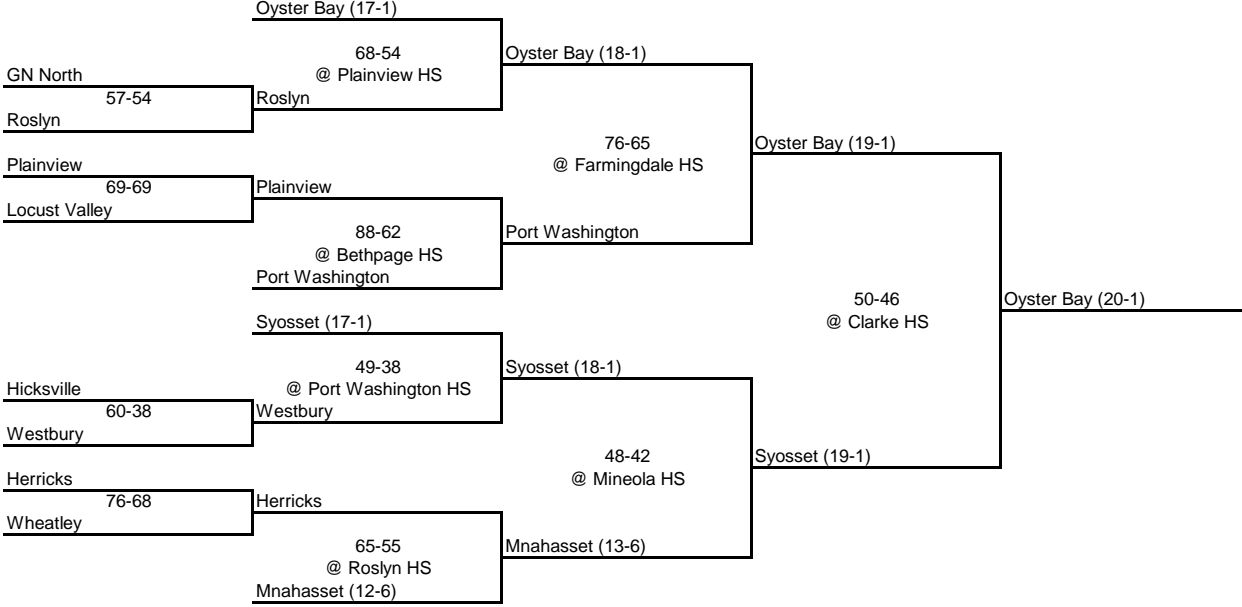 Oyster Bay (17-1)
68-54
@ Plainview HS
Oyster Bay (18-1)
GN North
57-54
Roslyn
Roslyn
76-65
@ Farmingdale HS
Oyster Bay (19-1)
Plainview
69-69
Plainview
Locust Valley
88-62
@ Bethpage HS
Port Washington
Port Washington
50-46
@ Clarke HS
Oyster Bay (20-1)
Syosset (17-1)
49-38
@ Port Washington HS
Syosset (18-1)
Hicksville
60-38
Westbury
Westbury
48-42
@ Mineola HS
Syosset (19-1)
Herricks
76-68
Herricks
Wheatley
65-55
@ Roslyn HS
Mnahasset (13-6)
Mnahasset (12-6)